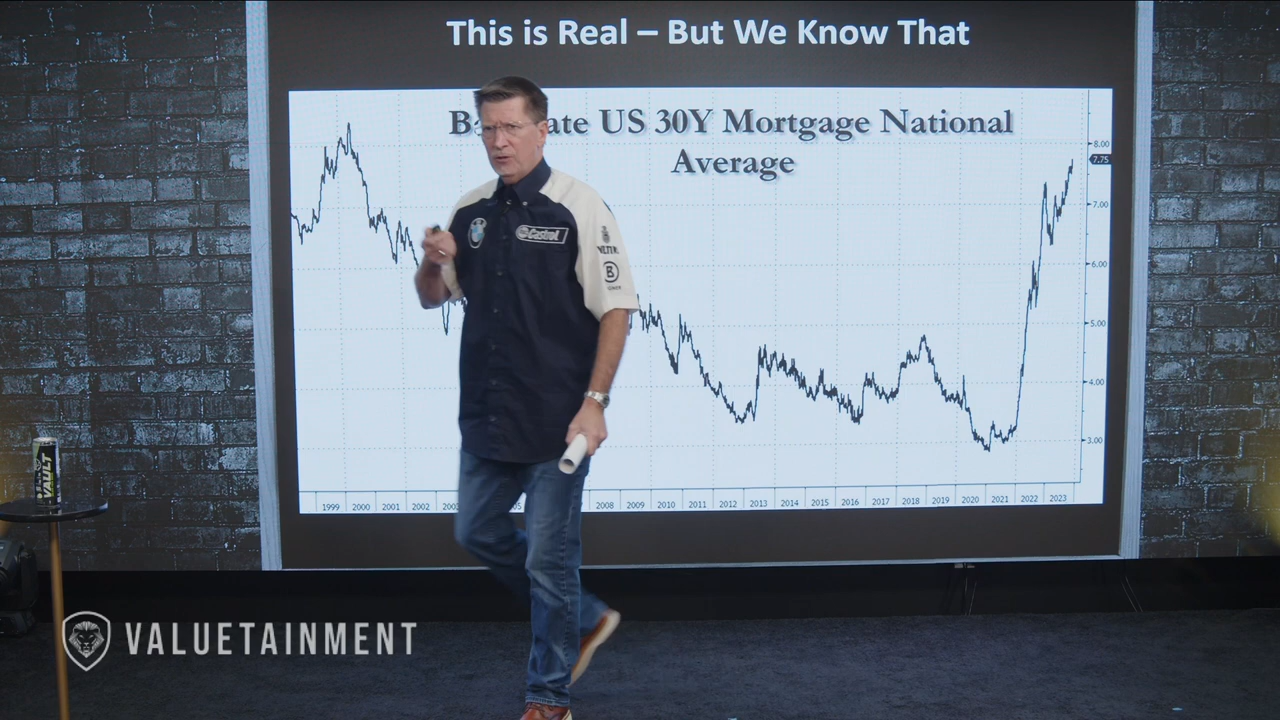 This is Real – But We Know That
US 30Y Mortgage National
Average
8.00
7.75
7.00
6.00
5.00
4.00
3.00
1999 2000 2001 2002 2008 2009 2010 2011 2012 2013 2014 2015 2016 2017 2018 2019 2020 2021 2022 2023
Castrol
B
VAULT
VALUETAINMENT